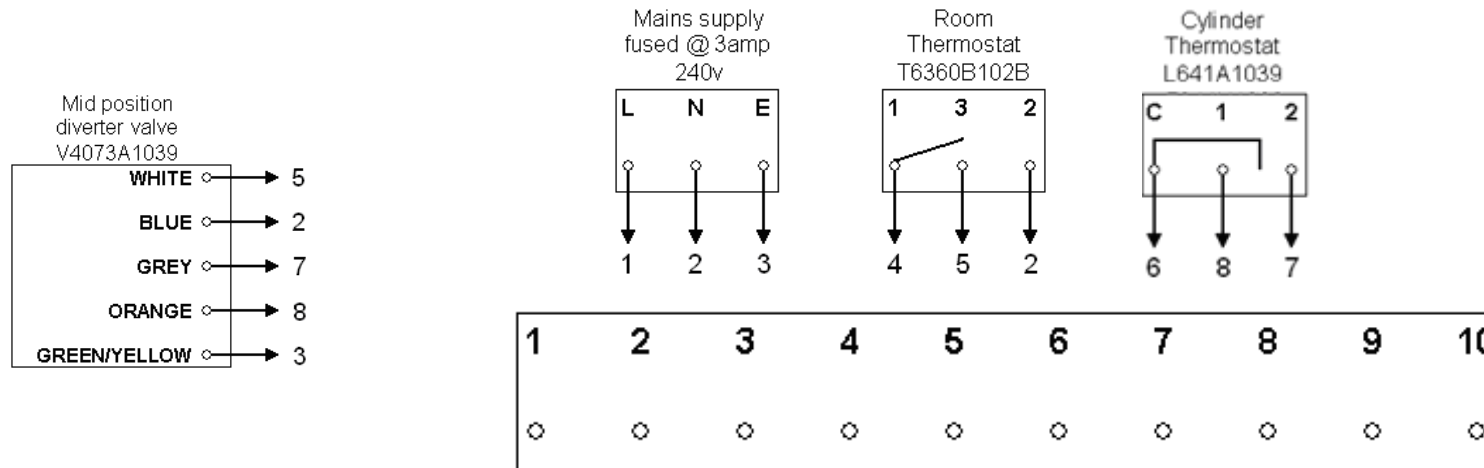 Mains supply
fused @ 3amp
240v
L N E
1 2 3
Room
Thermostat
T6360B102B
1 3 2
4 5 2
Cylinder
Thermostat
L641A1039
C 1 2
6 8 7
Mid position
diverter valve
V4073A1039
WHITE 5
BLUE 2
GREY 7
ORANGE 8
GREEN/YELLOW 3
1 2 3 4 5 6 7 8 9 10